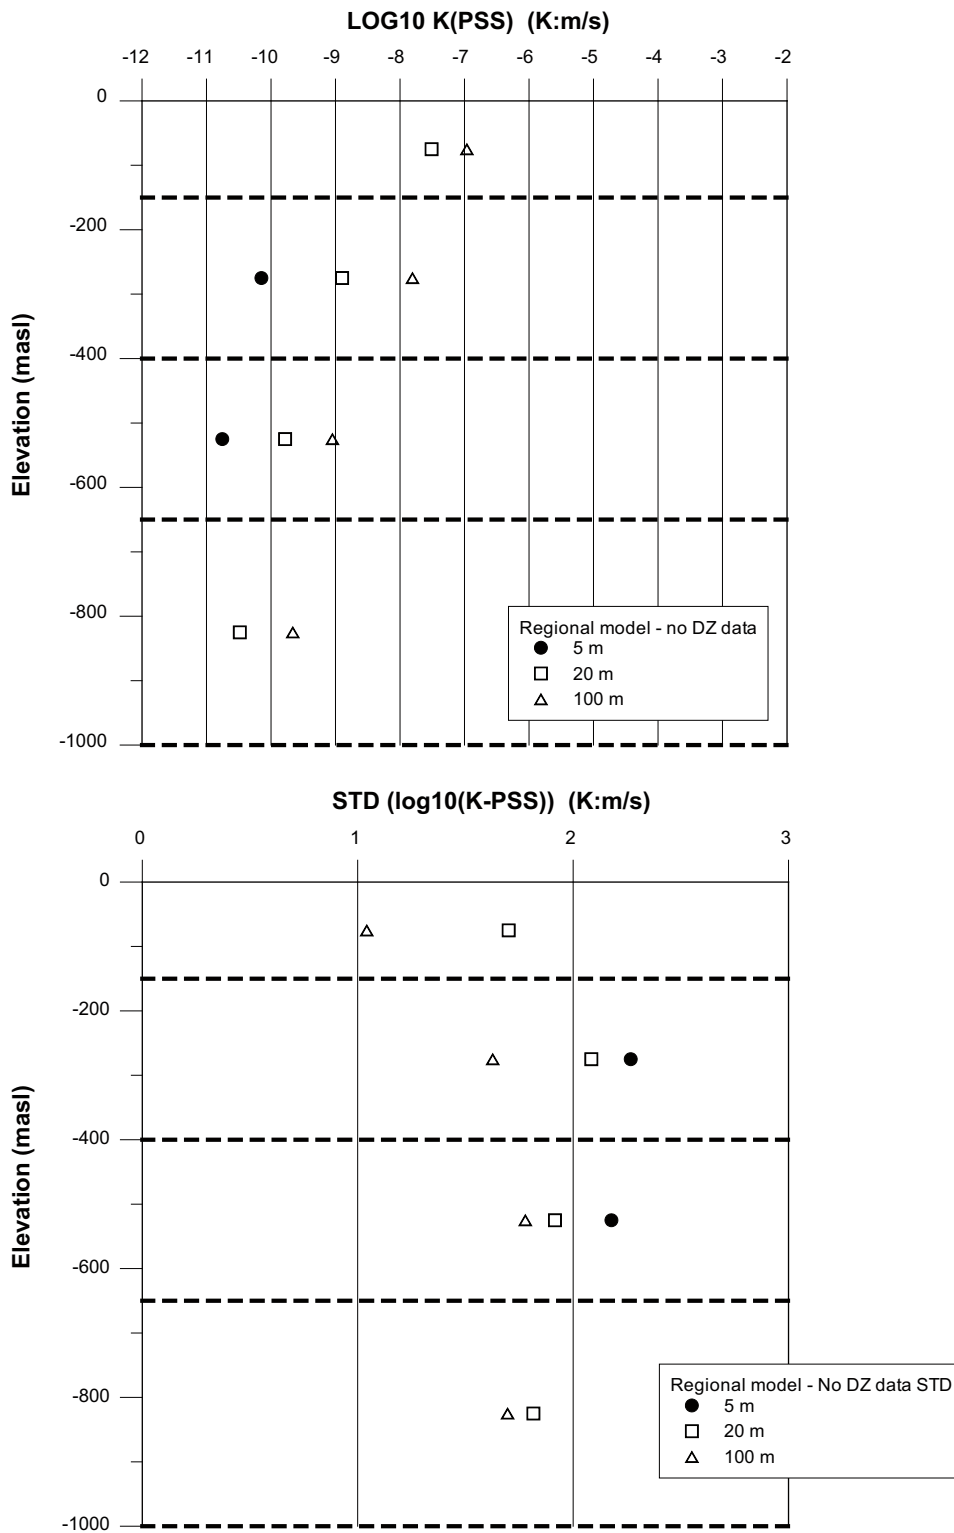 LOG10 K(PSS) (K:m/s)
-12 -11 -10 -9 -8 -7 -6 -5 -4 -3 -2
0
-200
-400
-600
-800
-1000
Elevation (masl)
Regional model - no DZ data
5 m
20 m
100 m
STD (log10(K-PSS)) (K:m/s)
0 1 2 3
0
-200
-400
-600
-800
-1000
Elevation (masl)
Regional model - No DZ data STD
5 m
20 m
100 m